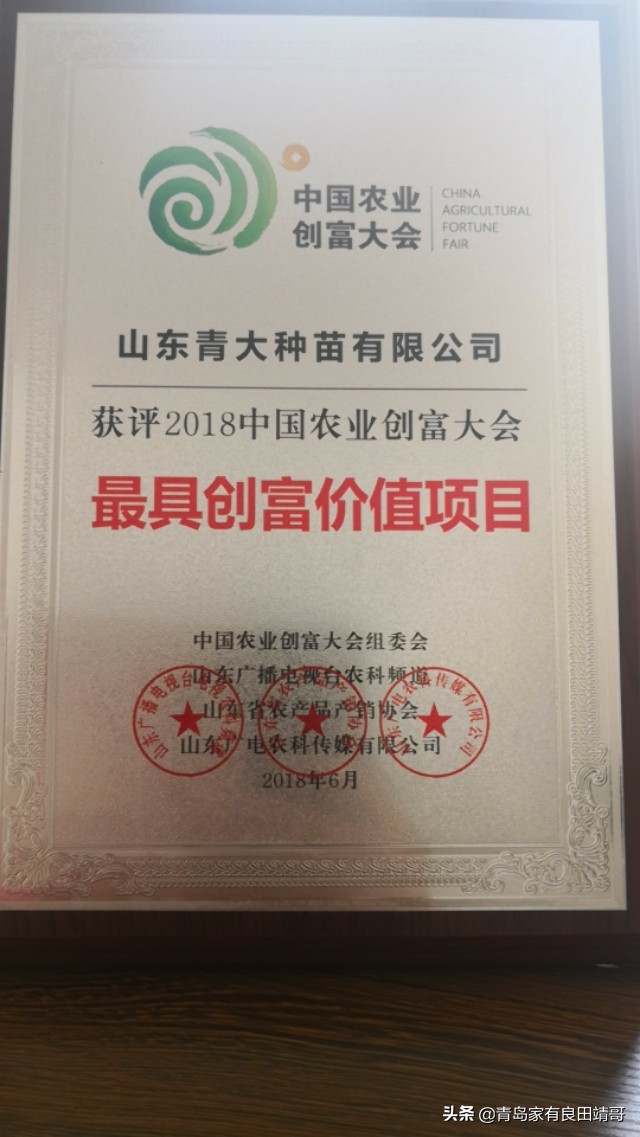 中国农业
创富大会
CHINA
AGRICULTURAL
FORTUNE
FAIR
山东青大种苗有限公司
获评2018中国农业创富大会
最具创富价值项目
中国农业创富大会组委会
山东广播电视台农科频道
山东省农产品产销协会
山东广电农科传媒有限公司
2018年6月
头条 @青岛家有良田靖哥